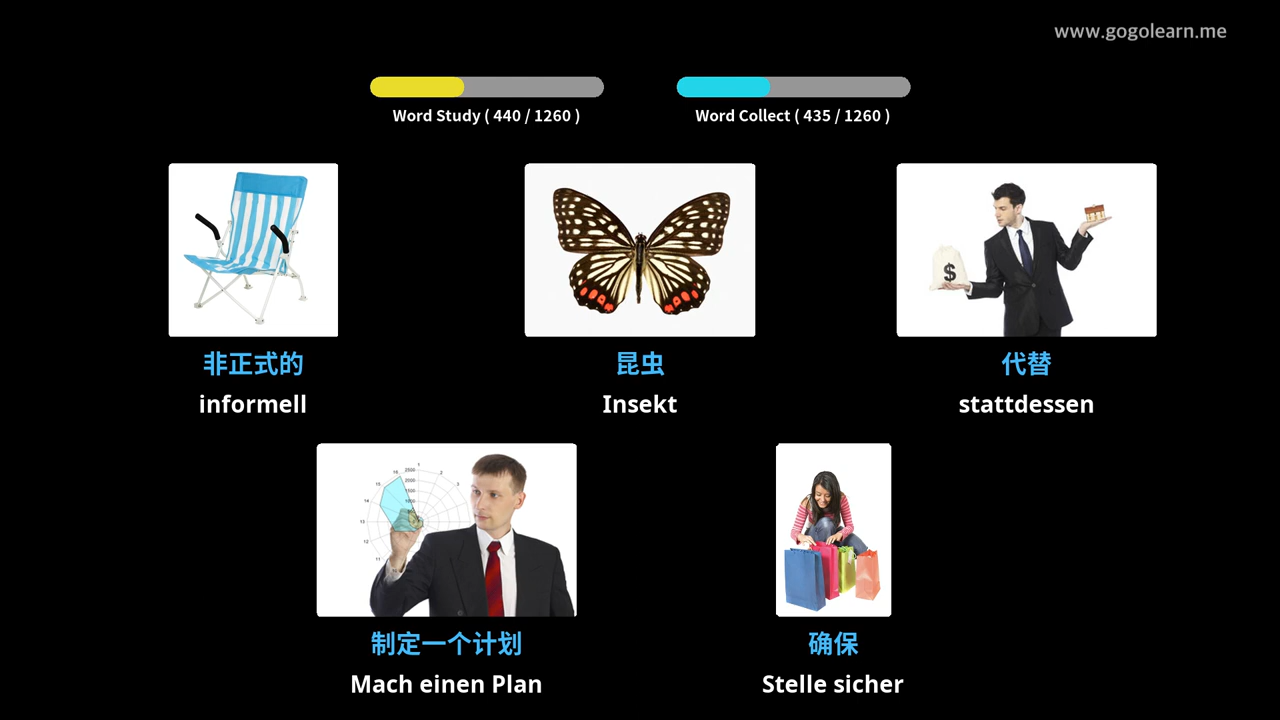 www.gogolearn.me
Word Study ( 440 / 1260 )
Word Collect ( 435 / 1260 )
非正式的
informell
昆虫
Insekt
代替
stattdessen
$
制定一个计划
Mach einen Plan
确保
Stelle sicher